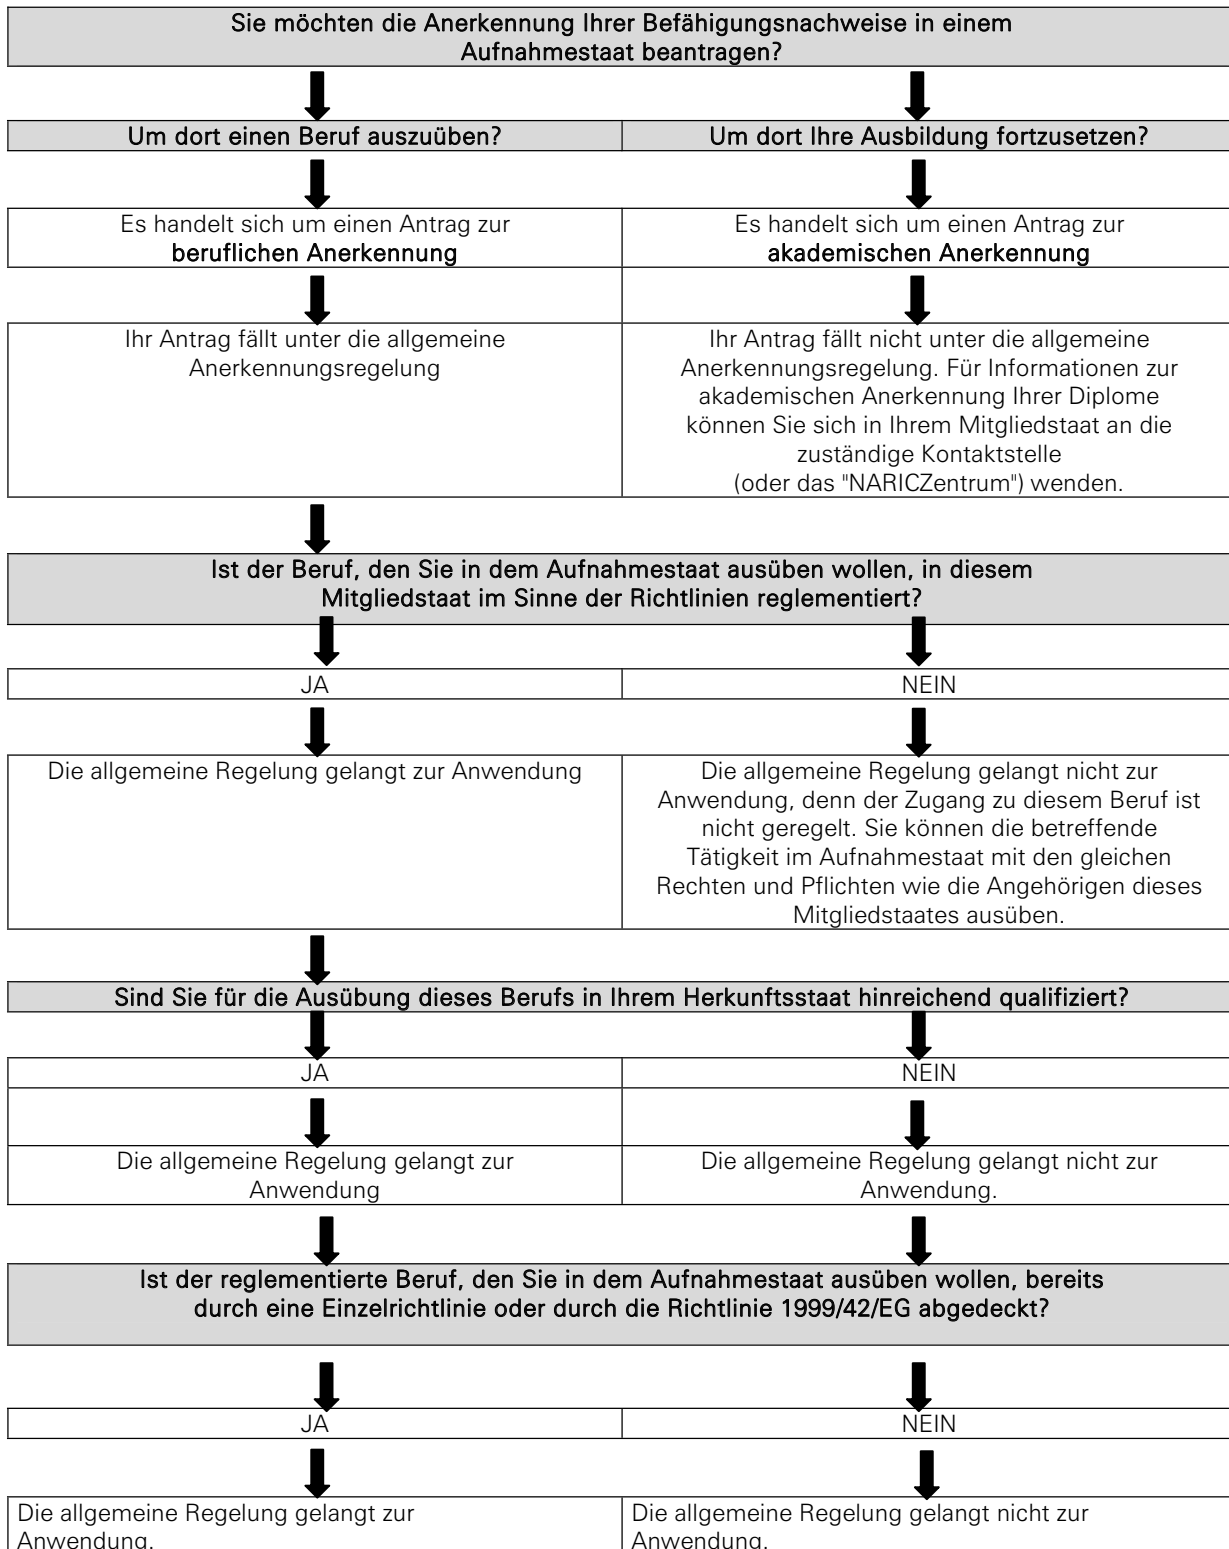 Sie möchten die Anerkennung Ihrer Befähigungsnachweise in einem
Aufnahmestaat beantragen?
Um dort einen Beruf auszuüben?
Um dort Ihre Ausbildung fortzusetzen?
Es handelt sich um einen Antrag zur
beruflichen Anerkennung
Es handelt sich um einen Antrag zur
akademischen Anerkennung
Ihr Antrag fällt unter die allgemeine
Anerkennungsregelung
Ihr Antrag fällt nicht unter die allgemeine
Anerkennungsregelung. Für Informationen zur
akademischen Anerkennung Ihrer Diplome
können Sie sich in Ihrem Mitgliedstaat an die
zuständige Kontaktstelle
(oder das "NARICZentrum") wenden.
Ist der Beruf, den Sie in dem Aufnahmestaat ausüben wollen, in diesem
Mitgliedstaat im Sinne der Richtlinien reglementiert?
JA
NEIN
Die allgemeine Regelung gelangt zur Anwendung
Die allgemeine Regelung gelangt nicht zur
Anwendung, denn der Zugang zu diesem Beruf ist
nicht geregelt. Sie können die betreffende
Tätigkeit im Aufnahmestaat mit den gleichen
Rechten und Pflichten wie die Angehörigen dieses
Mitgliedstaates ausüben.
Sind Sie für die Ausübung dieses Berufs in Ihrem Herkunftsstaat hinreichend qualifiziert?
JA
NEIN
Die allgemeine Regelung gelangt zur
Anwendung
Die allgemeine Regelung gelangt nicht zur
Anwendung.
Ist der reglementierte Beruf, den Sie in dem Aufnahmestaat ausüben wollen, bereits
durch eine Einzelrichtlinie oder durch die Richtlinie 1999/42/EG abgedeckt?
JA
NEIN
Die allgemeine Regelung gelangt zur
Anwendung.
Die allgemeine Regelung gelangt nicht zur
Anwendung.